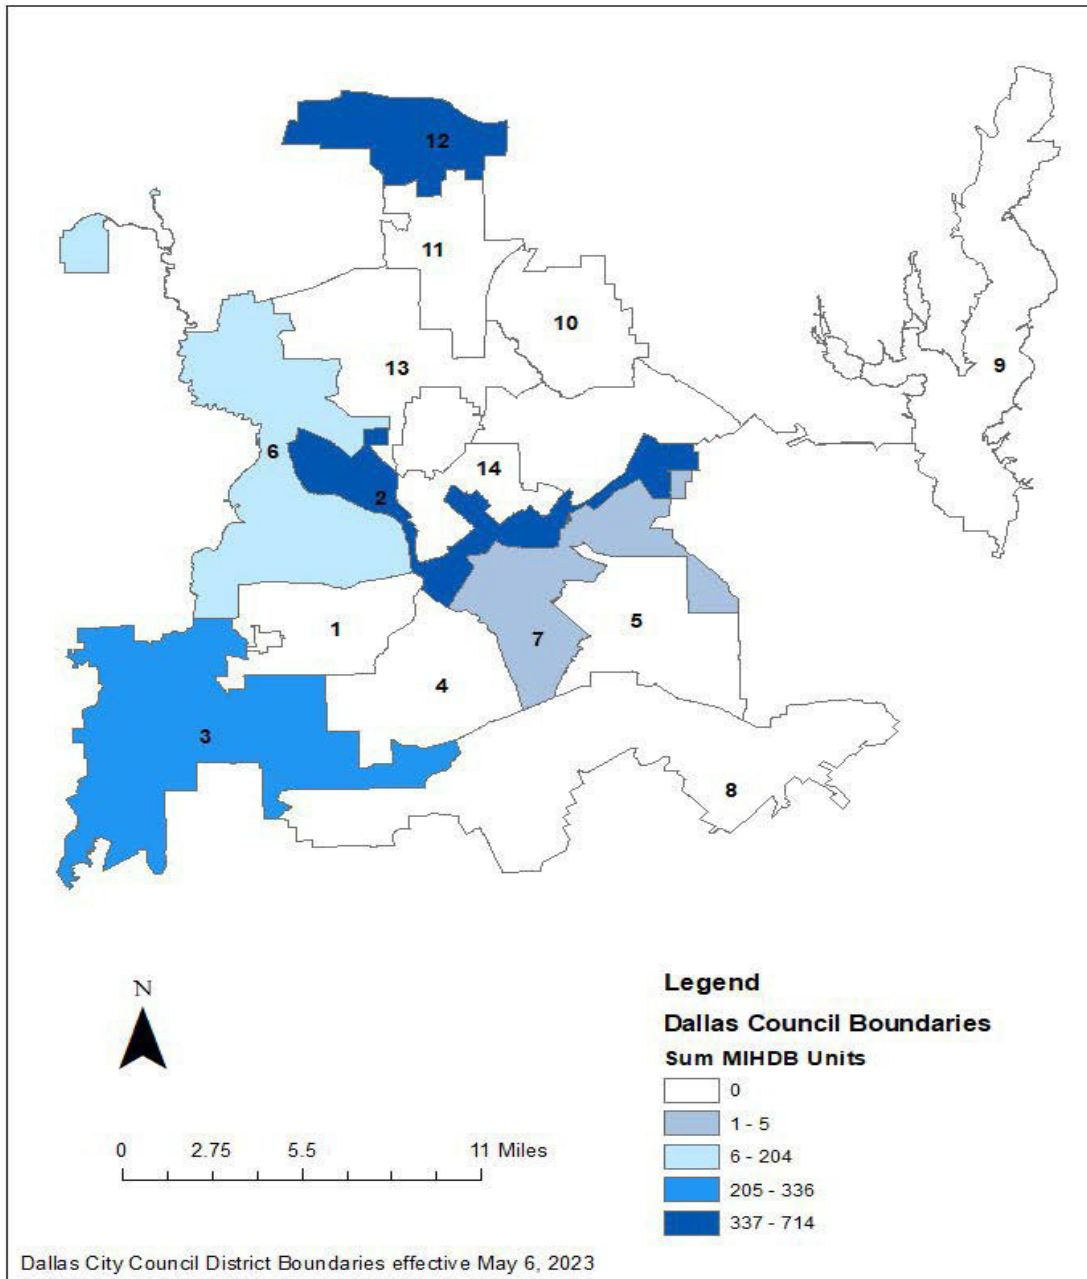 12
11
10
9
13
6
14
2
1
5
7
4
3
8
N
0 2.75 5.5 11 Miles
Legend
Dallas Council Boundaries
Sum MIHDB Units
0
1 - 5
6 - 204
205 - 336
337 - 714
Dallas City Council District Boundaries effective May 6, 2023